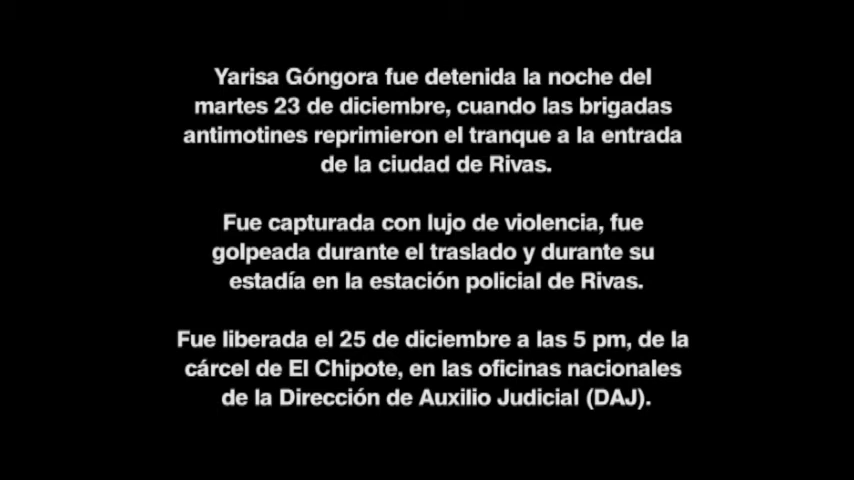 Yarisa Góngora fue detenida la noche del
martes 23 de diciembre, cuando las brigadas
antimotines reprimieron el tranque a la entrada
de la ciudad de Rivas.
Fue capturada con lujo de violencia, fue
golpeada durante el traslado y durante su
estadía en la estación policial de Rivas.
Fue liberada el 25 de diciembre a las 5 pm, de la
cárcel de El Chipote, en las oficinas nacionales
de la Dirección de Auxilio Judicial (DAJ).